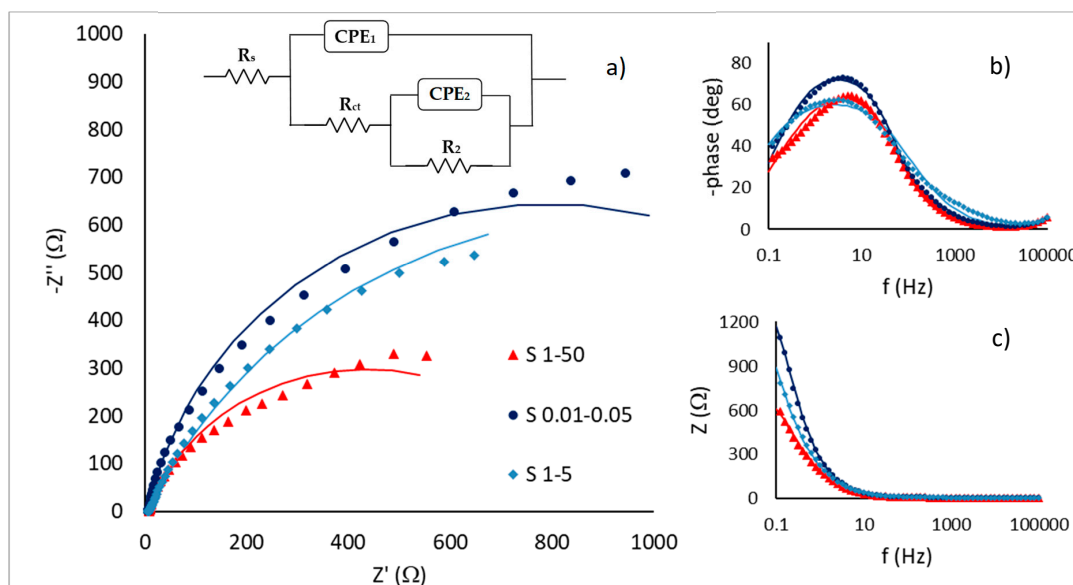 1000
900
800
700
600
500
400
300
200
100
0
-Z'' (Ω)
0 200 400 600 800 1000
Z' (Ω)
a)
Rs
CPE1
Rct
CPE2
R2
S 1-50
S 0.01-0.05
S 1-5
b)
80
60
40
20
0
-phase (deg)
0.1 10 1000 100000
f (Hz)
c)
1200
900
600
300
0
Z (Ω)
0.1 10 1000 100000
f (Hz)